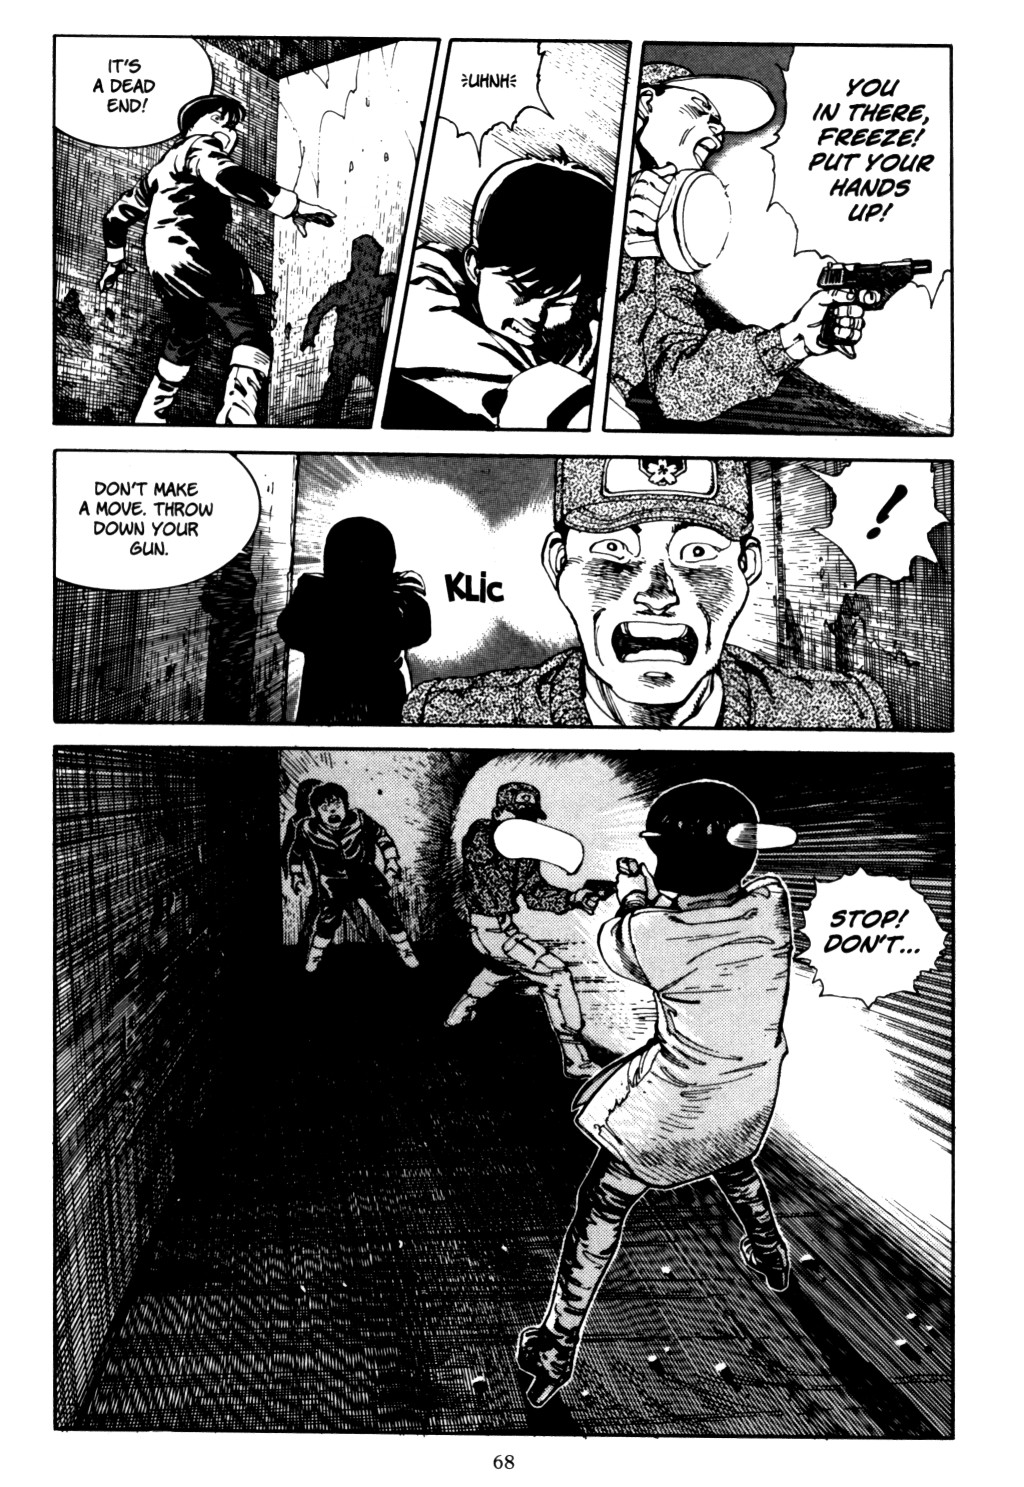 IT'S
A DEAD
END!
UHNH
YOU
IN THERE,
FREEZE!
PUT YOUR
HANDS
UP!
DON'T MAKE
A MOVE. THROW
DOWN YOUR
GUN.
KLIC
!
STOP!
DON'T...
68